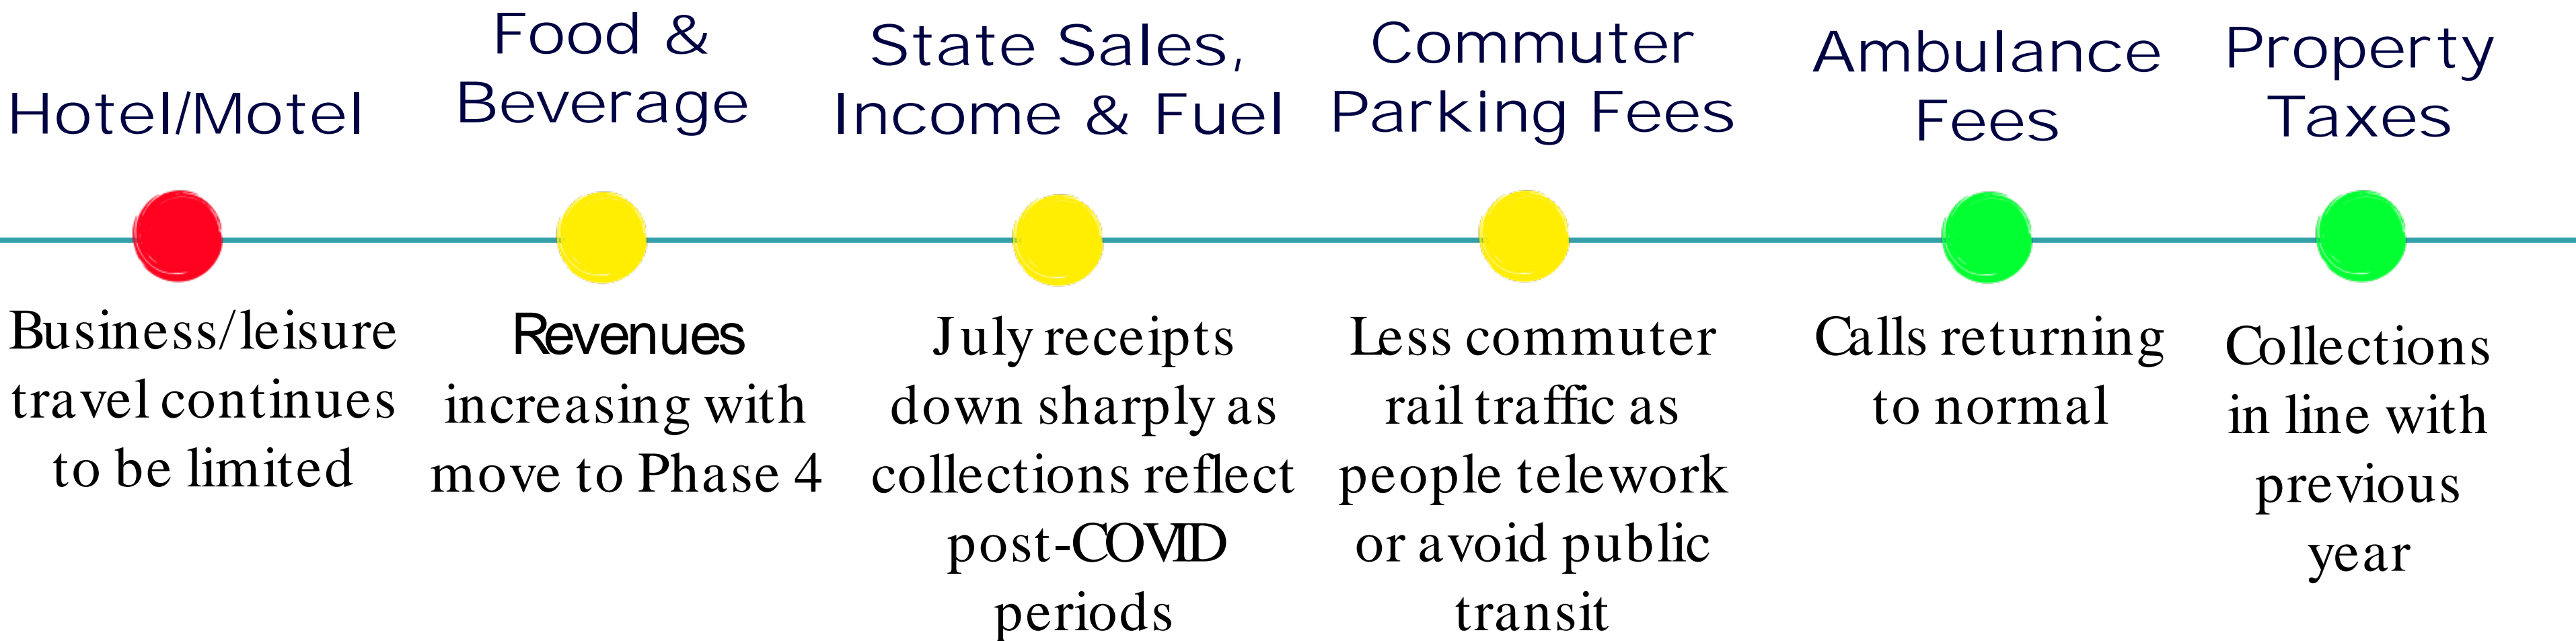 Hotel/Motel
Business/leisure
travel continues
to be limited
Food &
Beverage
Revenues
increasing with
move to Phase 4
State Sales,
Income & Fuel
July receipts
down sharply as
collections reflect
post-COVID
periods
Commuter
Parking Fees
Less commuter
rail traffic as
people telework
or avoid public
transit
Ambulance
Fees
Calls returning
to normal
Property
Taxes
Collections
in line with
previous
year